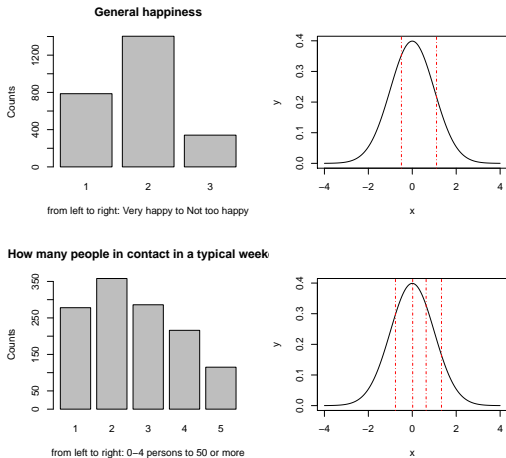 General happiness
Counts
0 400 800 1200
1 2 3
from left to right: Very happy to Not too happy
y
0.0 0.1 0.2 0.3 0.4
−4 −2 0 2 4
x
How many people in contact in a typical week
Counts
0 50 150 250 350
1 2 3 4 5
from left to right: 0−4 persons to 50 or more
y
0.0 0.1 0.2 0.3 0.4
−4 −2 0 2 4
x